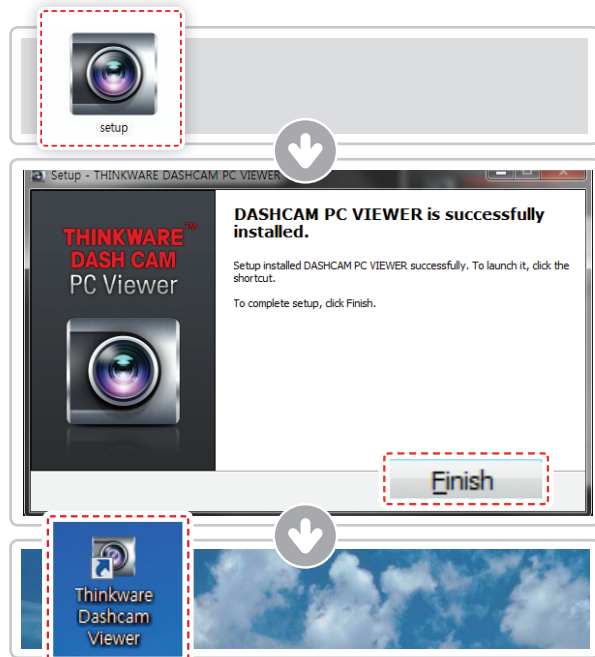 setup
Setup - THINKWARE DASHCAM PC VIEWER
THINKWARE™
DASH CAM
PC Viewer
DASHCAM PC VIEWER is successfully
installed.
Setup installed DASHCAM PC VIEWER successfully. To launch it, click the
shortcut.
To complete setup, click Finish.
Finish
Thinkware
Dashcam
Viewer